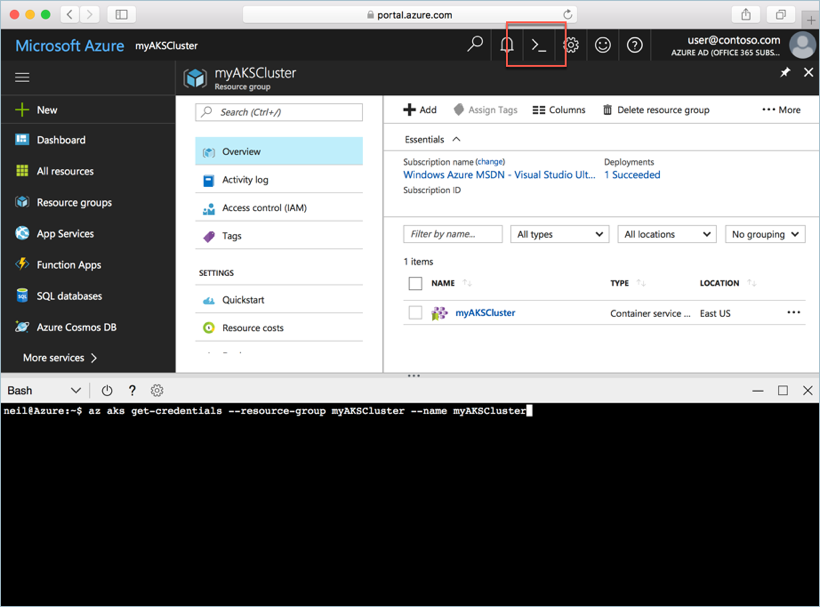 portal.azure.com
Microsoft Azure myAKSCluster
user@contoso.com
AZURE AD (OFFICE 365 SUBS...
myAKSCluster
Resource group
New
Dashboard
All resources
Resource groups
App Services
Function Apps
SQL databases
Azure Cosmos DB
More services
Search (Ctrl+/)
Overview
Activity log
Access control (IAM)
Tags
SETTINGS
Quickstart
Resource costs
Add Assign Tags Columns Delete resource group More
Essentials
Subscription name (change)
Windows Azure MSDN - Visual Studio Ult...
Subscription ID
Deployments
1 Succeeded
Filter by name... All types All locations No grouping
1 items
NAME TYPE LOCATION
myAKSCluster Container service ... East US
Bash
neil@Azure:~$ az aks get-credentials --resource-group myAKSCluster --name myAKSCluster